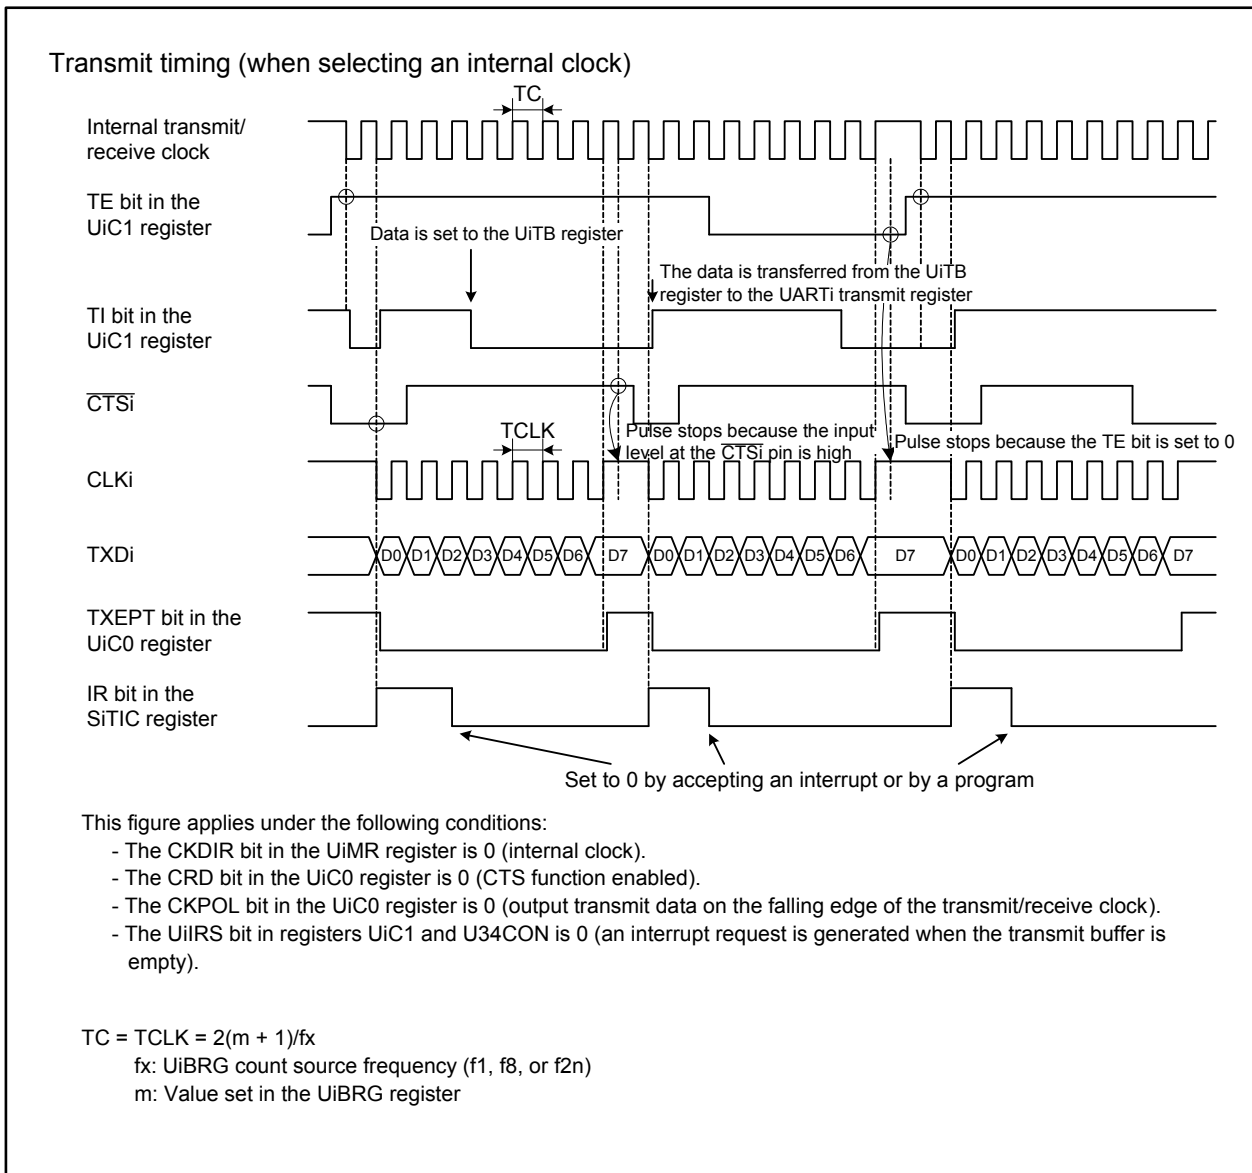 Transmit timing (when selecting an internal clock)
TC
Internal transmit/
receive clock
TE bit in the
UiC1 register
Data is set to the UiTB register
The data is transferred from the UiTB
register to the UARTi transmit register
TI bit in the
UiC1 register
CTSi
TCLK
Pulse stops because the input
level at the CTSi pin is high
Pulse stops because the TE bit is set to 0
CLKi
TXDi
D0 D1 D2 D3 D4 D5 D6 D7 D0 D1 D2 D3 D4 D5 D6 D7 D0 D1 D2 D3 D4 D5 D6 D7
TXEPT bit in the
UiC0 register
IR bit in the
SiTIC register
Set to 0 by accepting an interrupt or by a program
This figure applies under the following conditions:
- The CKDIR bit in the UiMR register is 0 (internal clock).
- The CRD bit in the UiC0 register is 0 (CTS function enabled).
- The CKPOL bit in the UiC0 register is 0 (output transmit data on the falling edge of the transmit/receive clock).
- The UiIRS bit in registers UiC1 and U34CON is 0 (an interrupt request is generated when the transmit buffer is
empty).
TC = TCLK = 2(m + 1)/fx
fx: UiBRG count source frequency (f1, f8, or f2n)
m: Value set in the UiBRG register